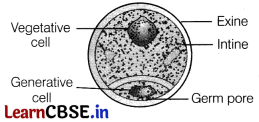 Vegetative
cell
Exine
Intine
Generative
cell
Germ pore
LearnCBSE.in